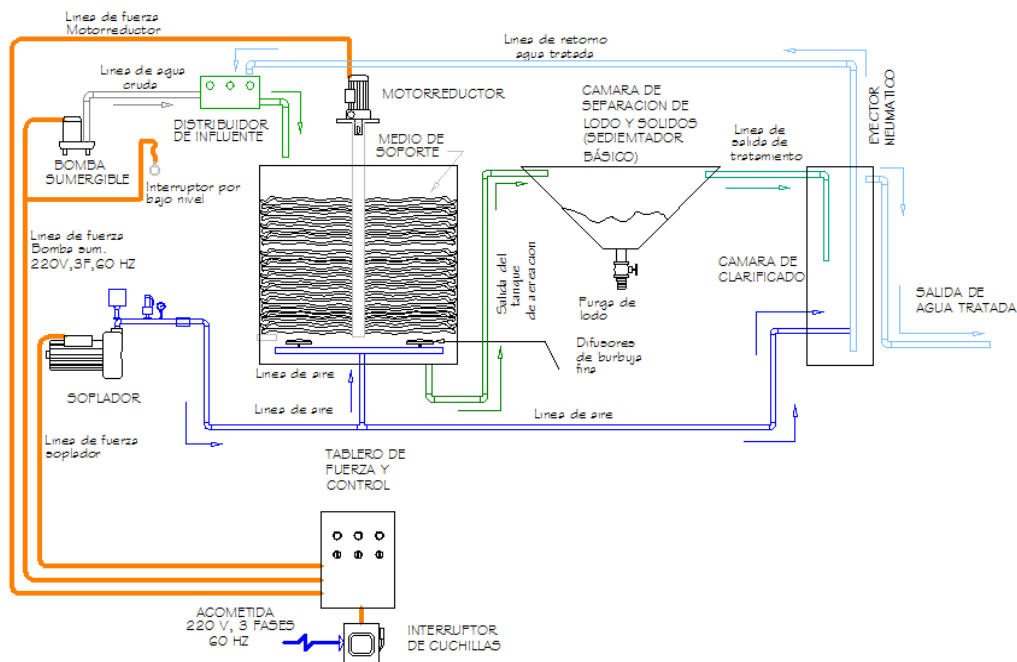 Linea de fuerza
Motorreductor
Linea de agua
cruda
DISTRIBUIDOR
DE INFLUENTE
BOMBA
SUMERGIBLE
Interruptor por
bajo nivel
MOTORREDUCTOR
MEDIO DE
SOPORTE
Linea de retorno
agua tratada
CAMARA DE
SEPARACION DE
LODO Y SOLIDOS
(SEDIEMTADOR
BÁSICO)
Linea de
salida de
tratamiento
EYECTOR
NEUMATICO
Linea de fuerza
Bomba sum.
220V,3F,60 HZ
Salida del
tanque
de aereacion
Purga de
lodo
CAMARA DE
CLARIFICADO
SALIDA DE
AGUA TRATADA
Difusores
de burbuja
fina
SOPLADOR
Linea de aire
Linea de aire
Linea de aire
Linea de fuerza
soplador
TABLERO DE
FUERZA Y
CONTROL
ACOMETIDA
220 V, 3 FASES
60 HZ
INTERRUPTOR
DE CUCHILLAS